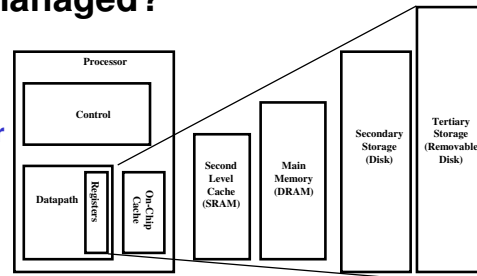 anaged?
Processor
Control
r
Datapath
Registers
On-Chip
Cache
Second
Level
Cache
(SRAM)
Main
Memory
(DRAM)
Secondary
Storage
(Disk)
Tertiary
Storage
(Removable
Disk)